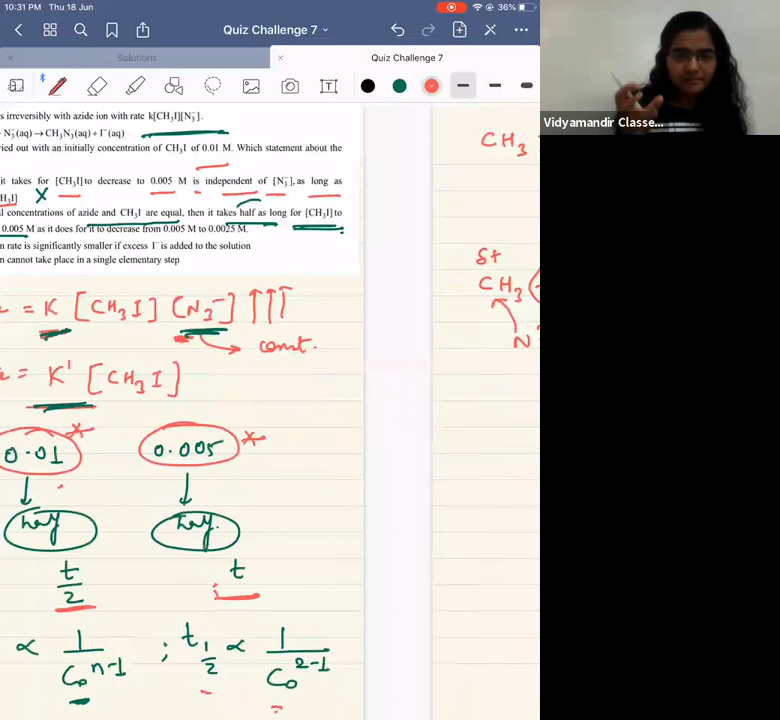 10:31 PM Thu 18 Jun
36%
Quiz Challenge 7
Solutions
Quiz Challenge 7
s irreversibly with azide ion with rate k[CH₃I][N₃⁻].
N₃⁻(aq) → CH₃N₃(aq) + I⁻(aq)
ried out with an initially concentration of CH₃I of 0.01 M. Which statement about the
it takes for [CH₃I] to decrease to 0.005 M is independent of [N₃⁻], as long as
H₃I] X
l concentrations of azide and CH₃I are equal, then it takes half as long for [CH₃I] to
0.005 M as it does for it to decrease from 0.005 M to 0.0025 M.
n rate is significantly smaller if excess I⁻ is added to the solution
n cannot take place in a single elementary step
= K [CH₃I] [N₃⁻] ↑↑↑
const.
= K' [CH₃I]
0.01 0.005
half half.
t/2 t
∝ 1/C₀ⁿ⁻¹ ; t₁/₂ ∝ 1/C₀²⁻¹
CH₃
δ+
CH₃
N
Vidyamandir Classe...